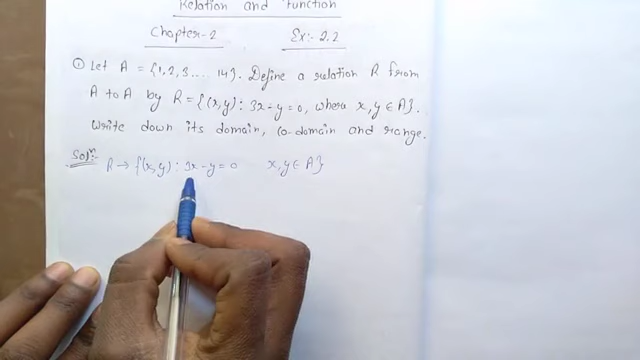 Relation and Function
Chapter-2 Ex:- 2.2
① Let A = {1, 2, 3.... 14}. Define a relation R from
A to A by R = {(x,y) : 3x-y=0, where x,y ∈ A}.
Write down its domain, co-domain and range.
Solⁿ:- R → {(x,y) : 3x-y=0 x,y ∈ A}